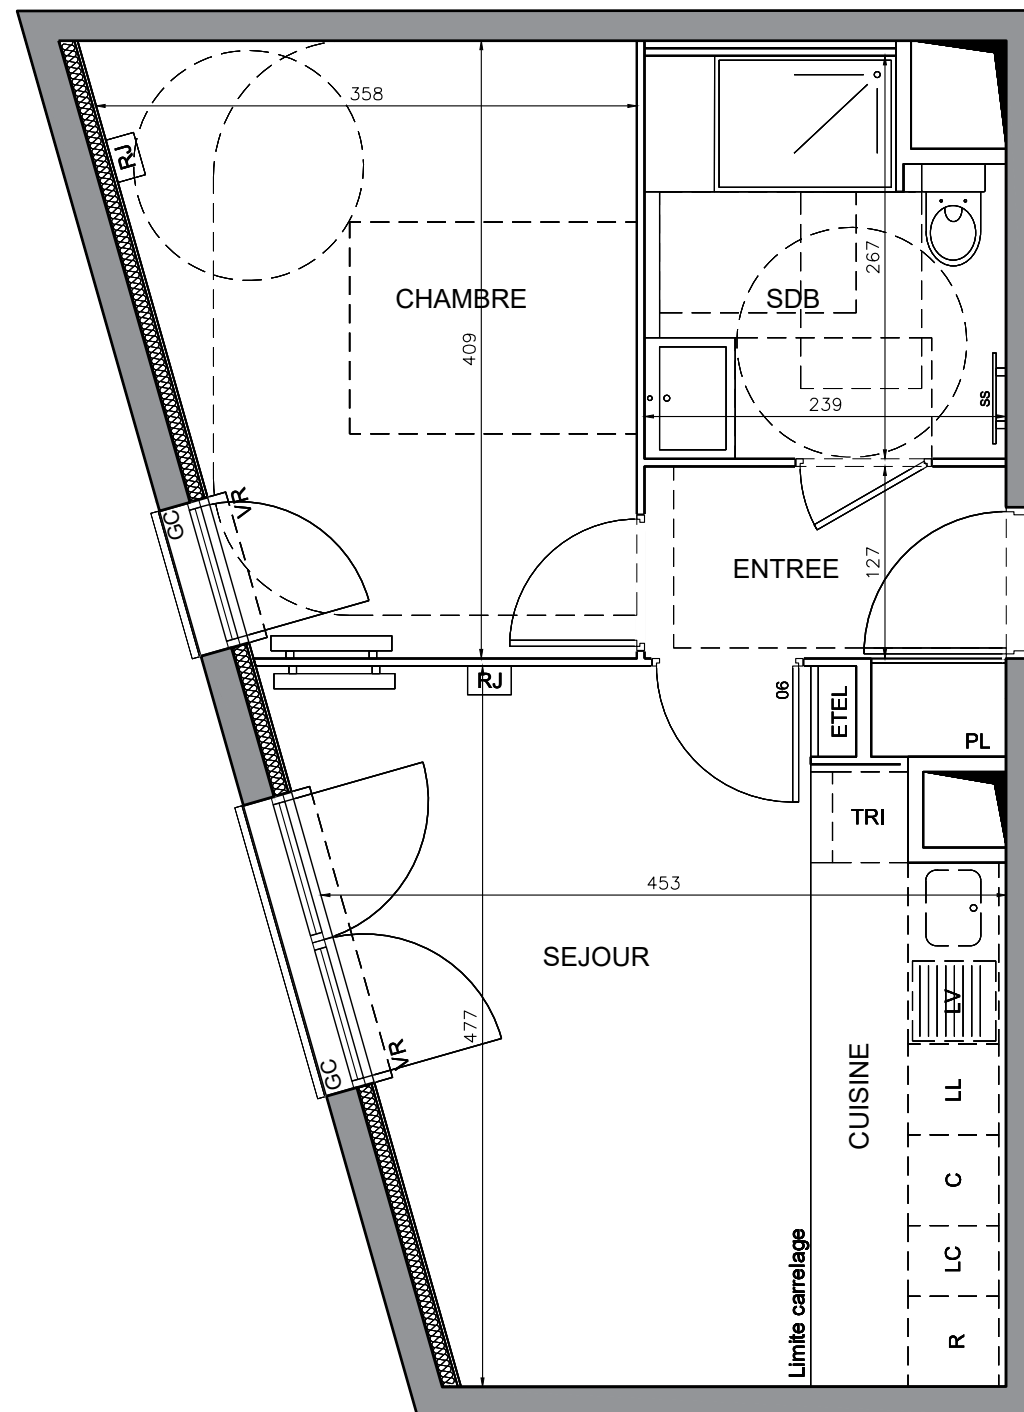 358
RJ
CHAMBRE
409
267
SDB
239
SS
VR
GC
ENTREE
127
RJ
90
ETEL
PL
TRI
453
SEJOUR
477
VR
GC
CUISINE
LV
LL
C
LC
R
Limite carrelage